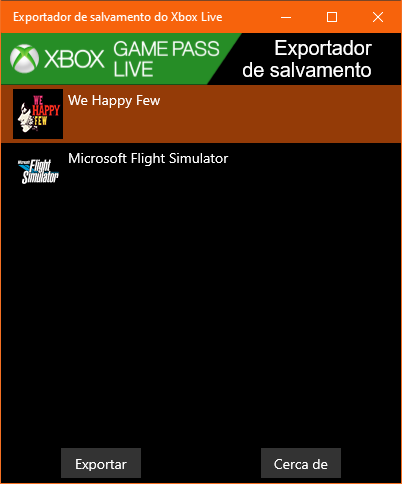 Exportador de salvamento do Xbox Live
XBOX
GAME PASS
LIVE
Exportador
de salvamento
WE
HAPPY
FEW
We Happy Few
Microsoft
Flight
Simulator
Microsoft Flight Simulator
Exportar
Cerca de